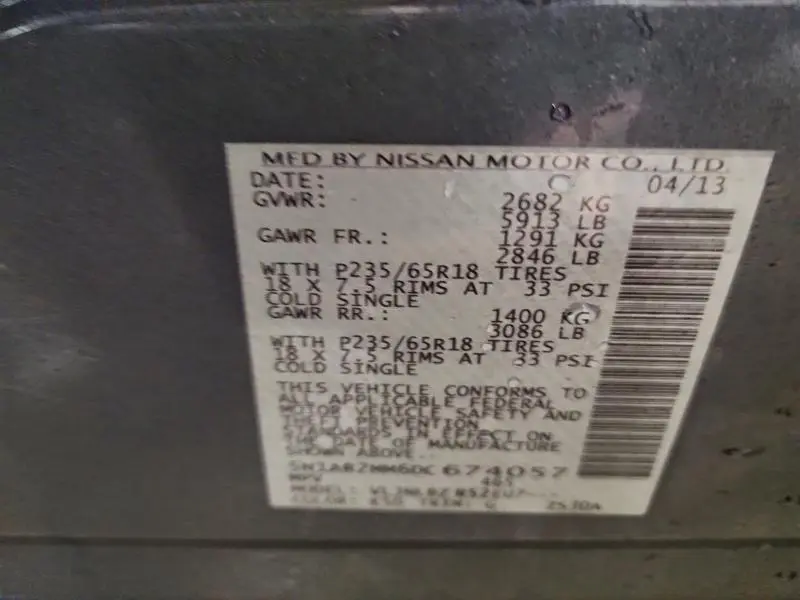 MFD BY NISSAN MOTOR CO., LTD.
DATE: 04/13
GVWR: 2682 KG
5913 LB
GAWR FR.: 1291 KG
2846 LB
WITH P235/65R18 TIRES
18 X 7.5 RIMS AT 33 PSI
COLD SINGLE
GAWR RR.: 1400 KG
3086 LB
WITH P235/65R18 TIRES
18 X 7.5 RIMS AT 33 PSI
COLD SINGLE
THIS VEHICLE CONFORMS TO
ALL APPLICABLE FEDERAL
MOTOR VEHICLE SAFETY AND
THEFT PREVENTION
STANDARDS IN EFFECT ON
THE DATE OF MANUFACTURE
SHOWN ABOVE.
674057
MPV
MODEL:
COLOR: TRIM: G